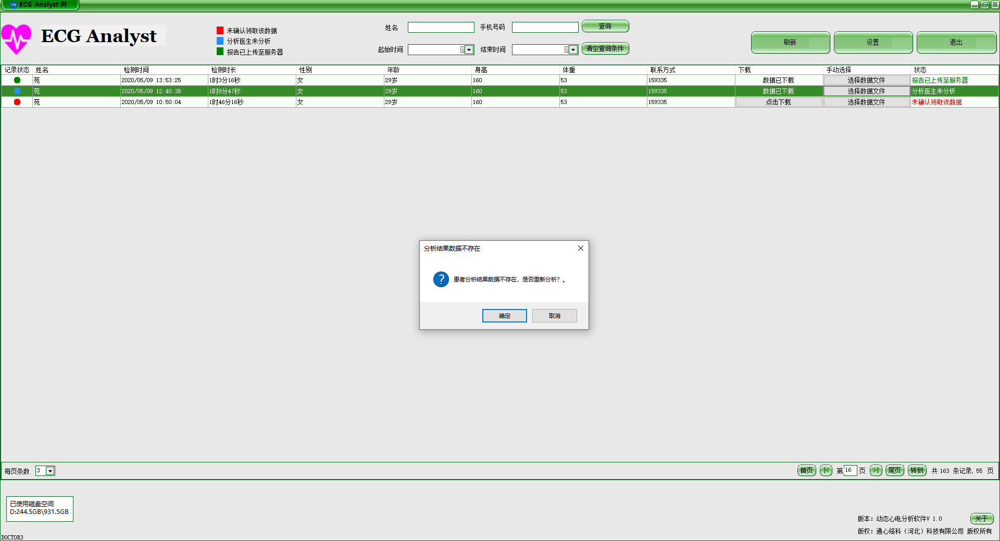 ECG Analyst 何
ECG Analyst
未确认领取该数据
分析医生未分析
报告已上传至服务器
姓名
手机号码
查询
起始时间
结束时间
清空查询条件
刷新
设置
退出
记录状态 姓名 检测时间 检测时长 性别 年龄 身高 体重 联系方式 下载 手动选择 状态
苑 2020/05/09 13:53:25 1时3分16秒 女 29岁 160 53 159335 数据已下载 选择数据文件 报告已上传至服务器
苑 2020/05/09 12:40:38 1时8分47秒 女 29岁 160 53 159335 数据已下载 选择数据文件 分析医生未分析
苑 2020/05/09 10:50:04 1时46分16秒 女 29岁 160 53 159335 点击下载 选择数据文件 未确认领取该数据
分析结果数据不存在
患者分析结果数据不存在，是否重新分析？。
确定 取消
每页条数 3
首页 |< 第 16 页 >| 尾页 转到 共 163 条记录, 55 页
已使用磁盘空间
D:244.5GB\931.5GB
版本: 动态心电分析软件V 1.0
关于
版权: 通心络科（河北）科技有限公司 版权所有
DOCTOR3